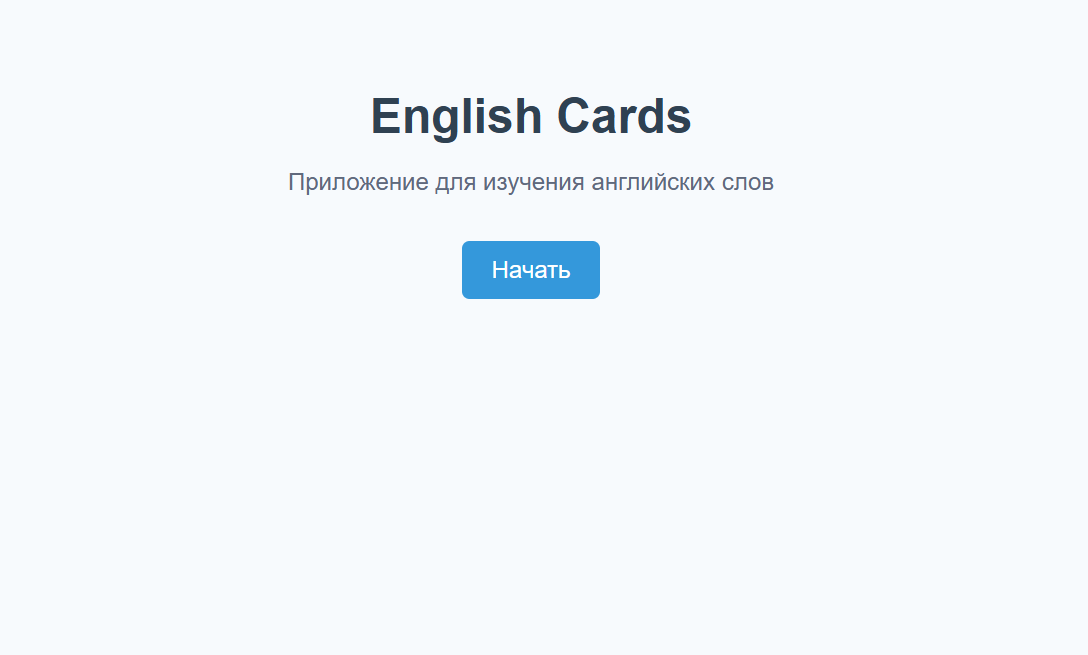 English Cards
Приложение для изучения английских слов
Начать